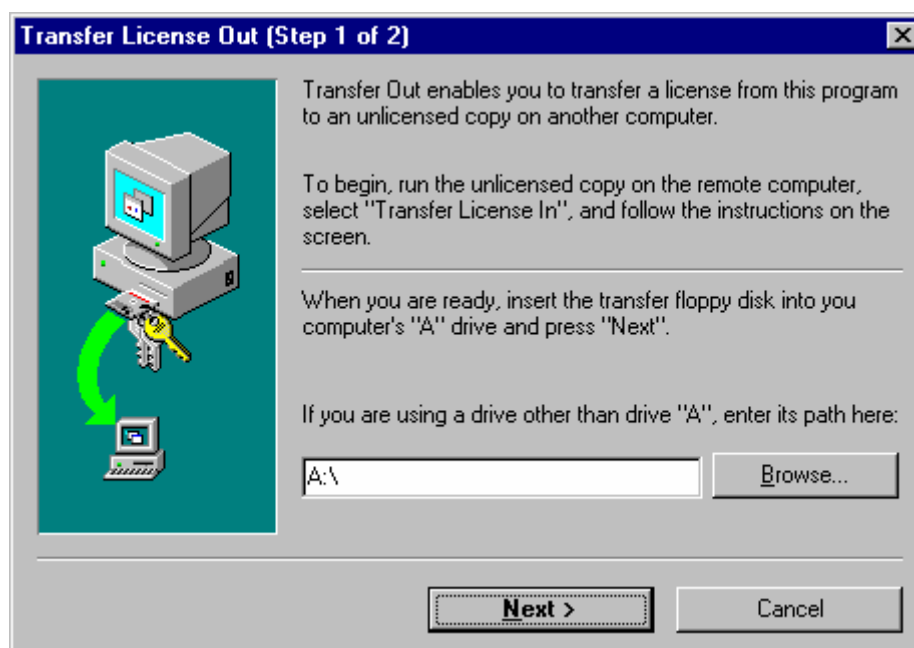 Transfer License Out (Step 1 of 2)
Transfer Out enables you to transfer a license from this program
to an unlicensed copy on another computer.
To begin, run the unlicensed copy on the remote computer,
select "Transfer License In", and follow the instructions on the
screen.
When you are ready, insert the transfer floppy disk into you
computer's "A" drive and press "Next".
If you are using a drive other than drive "A", enter its path here:
A:\
Browse...
Next >
Cancel